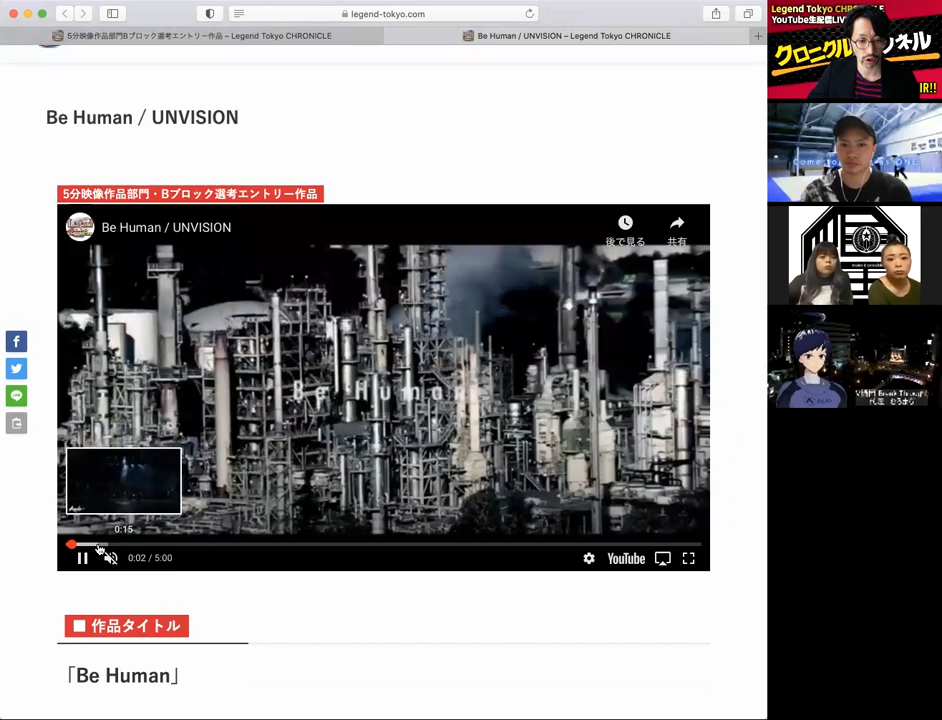 legend-tokyo.com
5分映像作品部門Bブロック選考エントリー作品 – Legend Tokyo CHRONICLE
Be Human / UNVISION – Legend Tokyo CHRONICLE
Be Human / UNVISION
5分映像作品部門・Bブロック選考エントリー作品
Be Human / UNVISION
後で見る
共有
Be Human
0:15
0:02 / 5:00
YouTube
■ 作品タイトル
「Be Human」
Legend Tokyo CHRONICLE
YouTube生配信LIVE